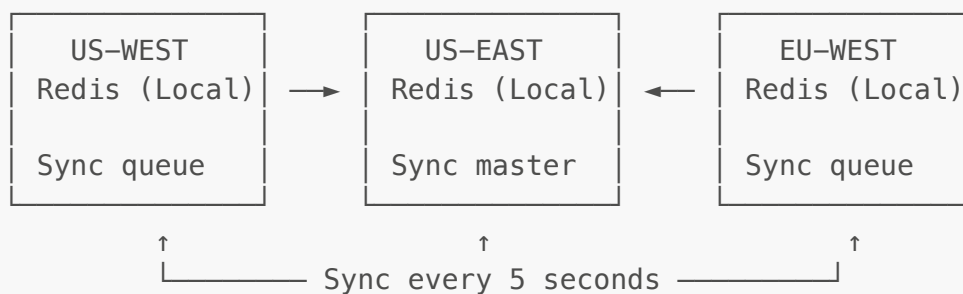 US-WEST US-EAST EU-WEST
Redis (Local) Redis (Local) Redis (Local)
Sync queue Sync master Sync queue
Sync every 5 seconds